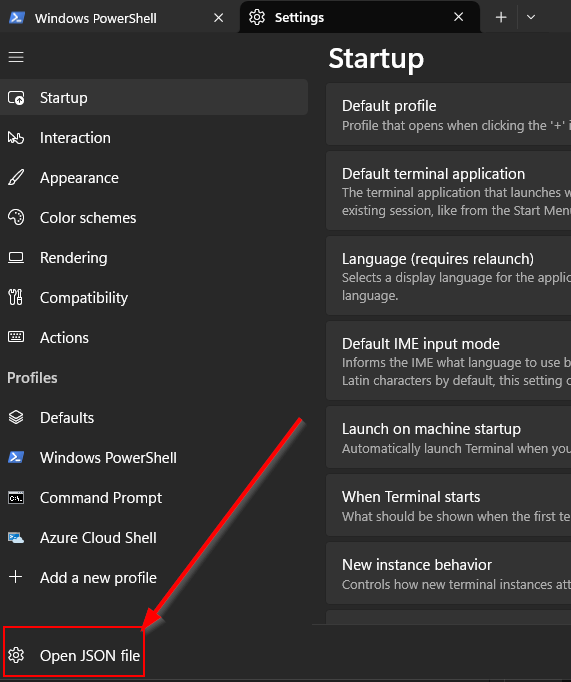 Windows PowerShell
Settings
Startup
Interaction
Appearance
Color schemes
Rendering
Compatibility
Actions
Profiles
Defaults
Windows PowerShell
Command Prompt
Azure Cloud Shell
Add a new profile
Open JSON file
Startup
Default profile
Profile that opens when clicking the '+' i
Default terminal application
The terminal application that launches w
existing session, like from the Start Menu
Language (requires relaunch)
Selects a display language for the applic
language.
Default IME input mode
Informs the IME what language to use b
Latin characters by default, this setting c
Launch on machine startup
Automatically launch Terminal when you
When Terminal starts
What should be shown when the first te
New instance behavior
Controls how new terminal instances att